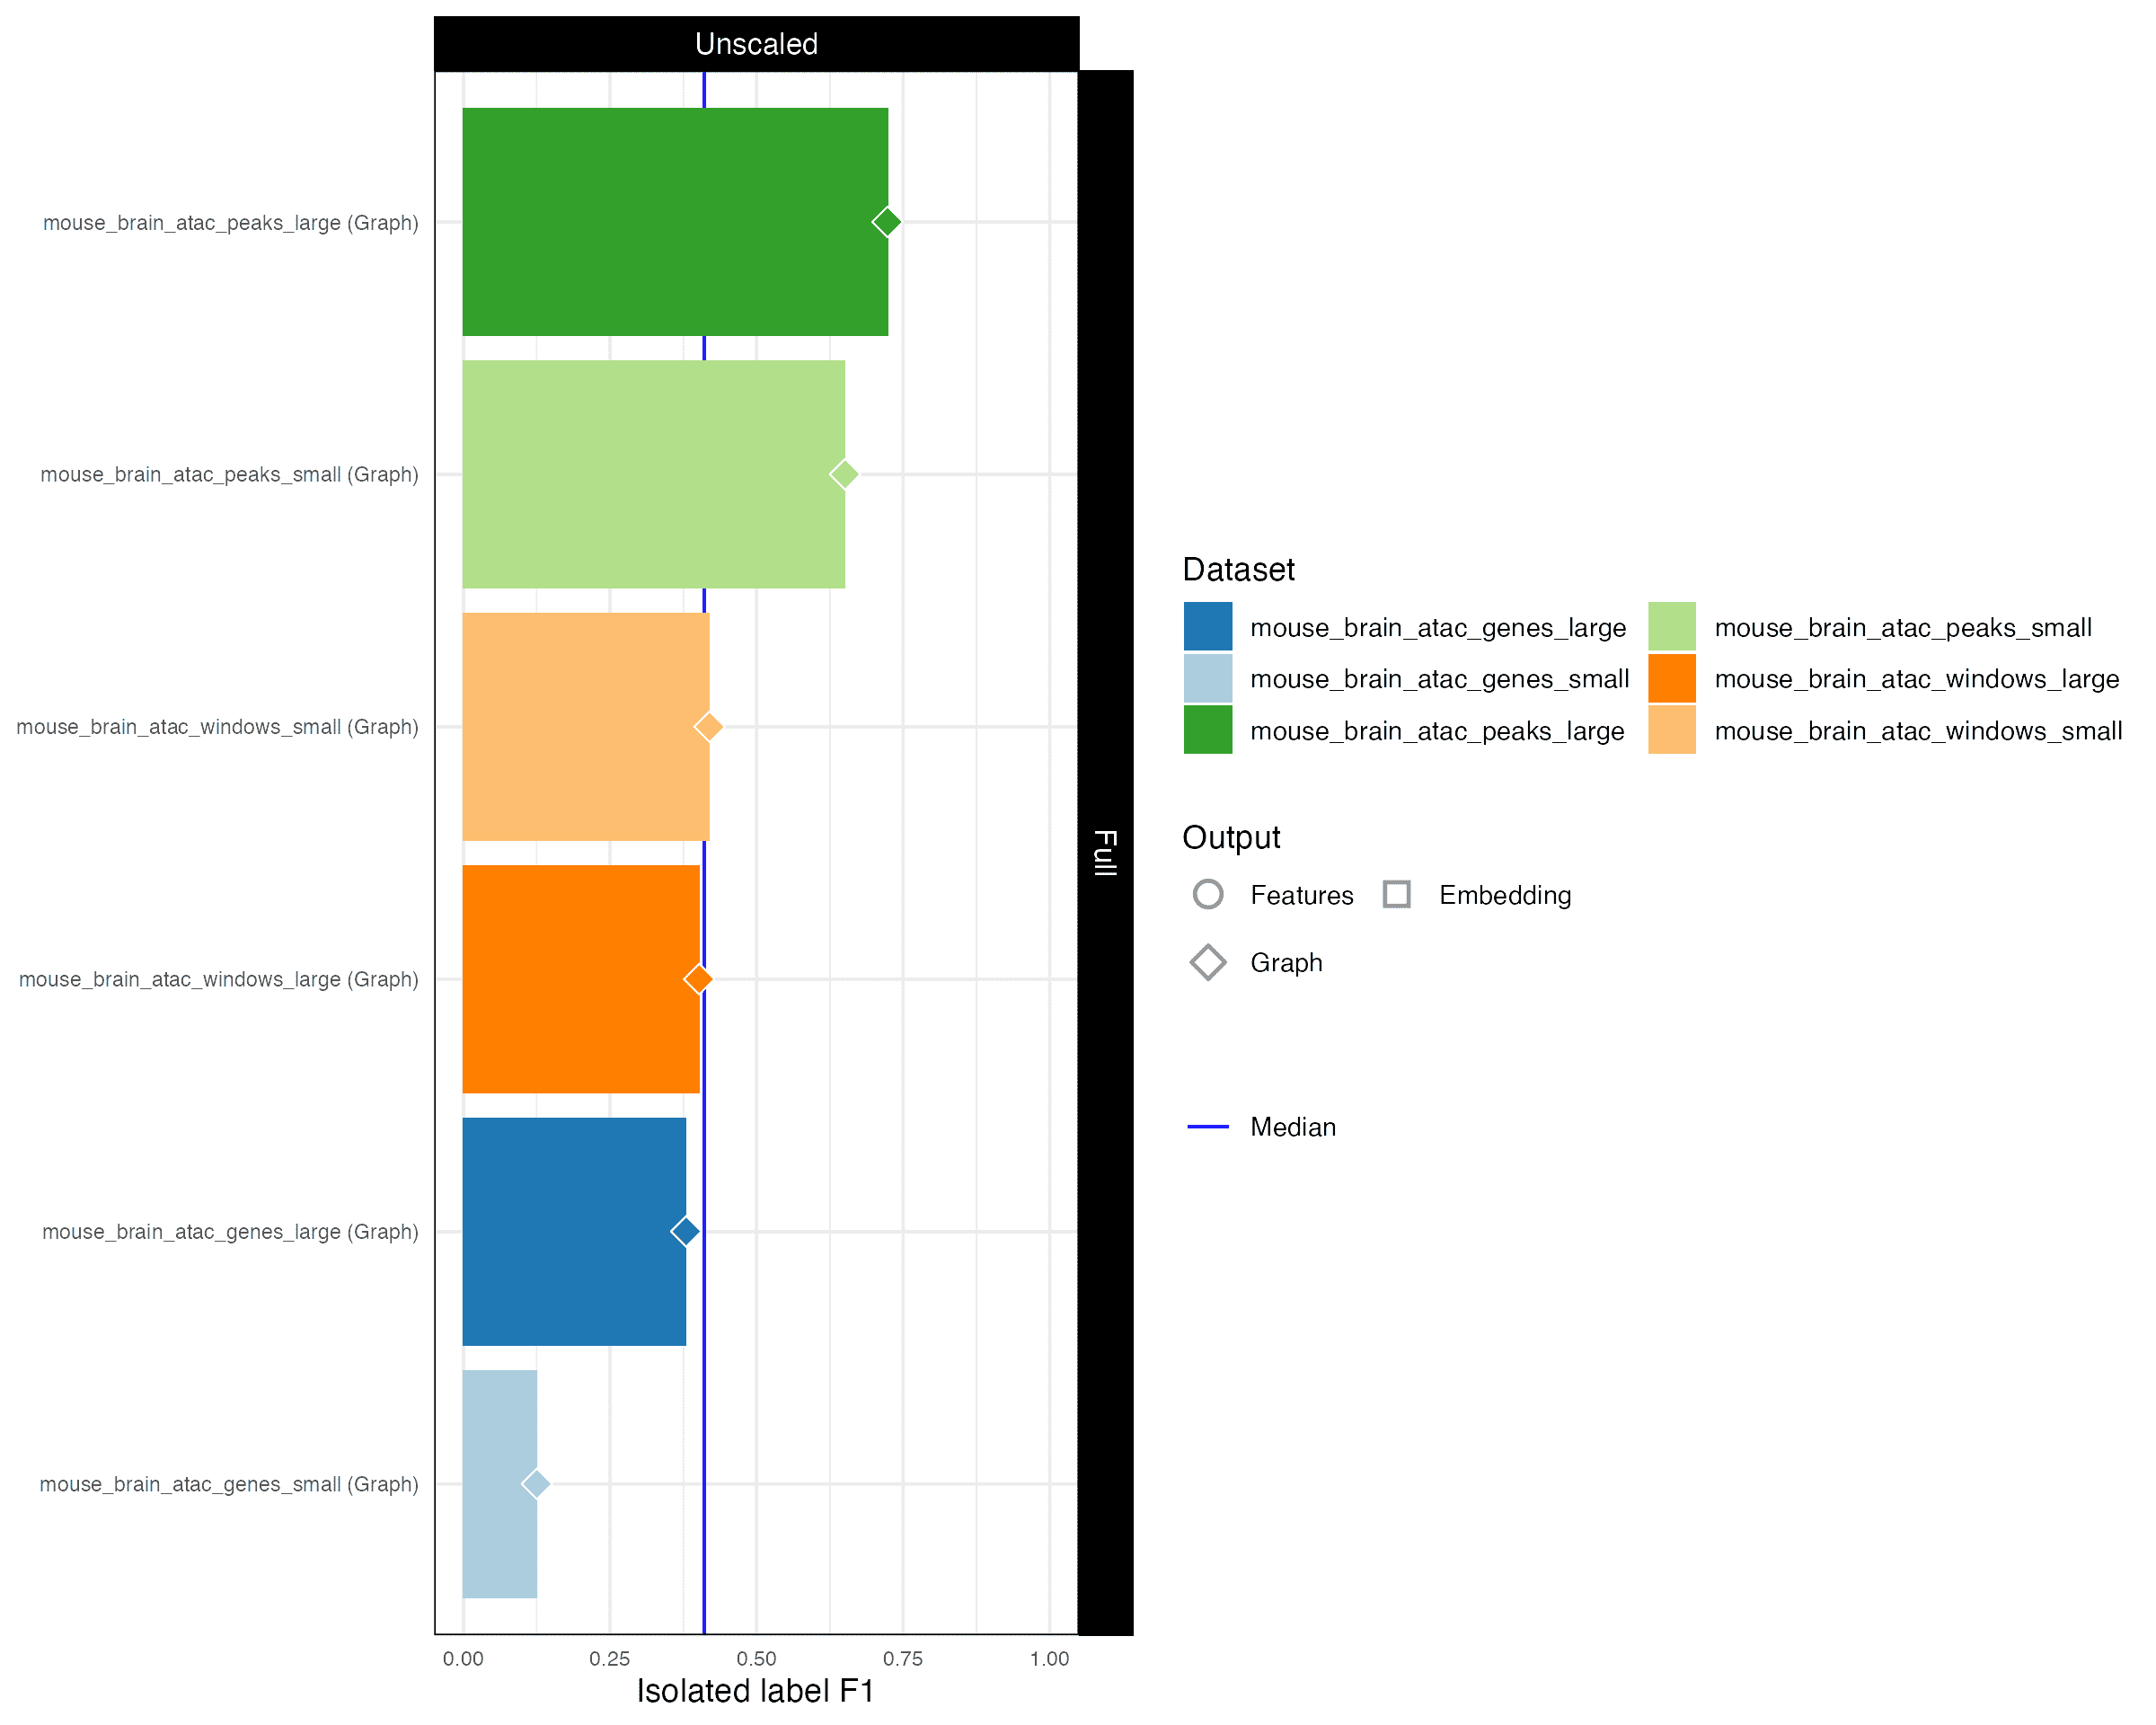 Unscaled
mouse_brain_atac_peaks_large (Graph)
mouse_brain_atac_peaks_small (Graph)
mouse_brain_atac_windows_small (Graph)
mouse_brain_atac_windows_large (Graph)
mouse_brain_atac_genes_large (Graph)
mouse_brain_atac_genes_small (Graph)
Full
0.00 0.25 0.50 0.75 1.00
Isolated label F1
Dataset
mouse_brain_atac_genes_large mouse_brain_atac_peaks_small
mouse_brain_atac_genes_small mouse_brain_atac_windows_large
mouse_brain_atac_peaks_large mouse_brain_atac_windows_small
Output
Features Embedding
Graph
Median